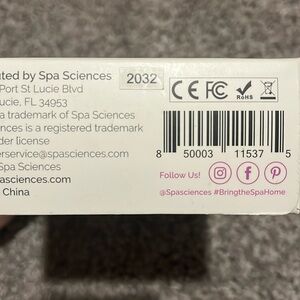 uted by Spa Sciences 2032
Port St Lucie Blvd
ucie, FL 34953
a trademark of Spa Sciences
nces is a registered trademark
der license
erservice@spasciences.com
Spa Sciences
asciences.com
China
CE FC RoHS
8 50003 11537 5
Follow Us!
@Spasciences #BringtheSpaHome